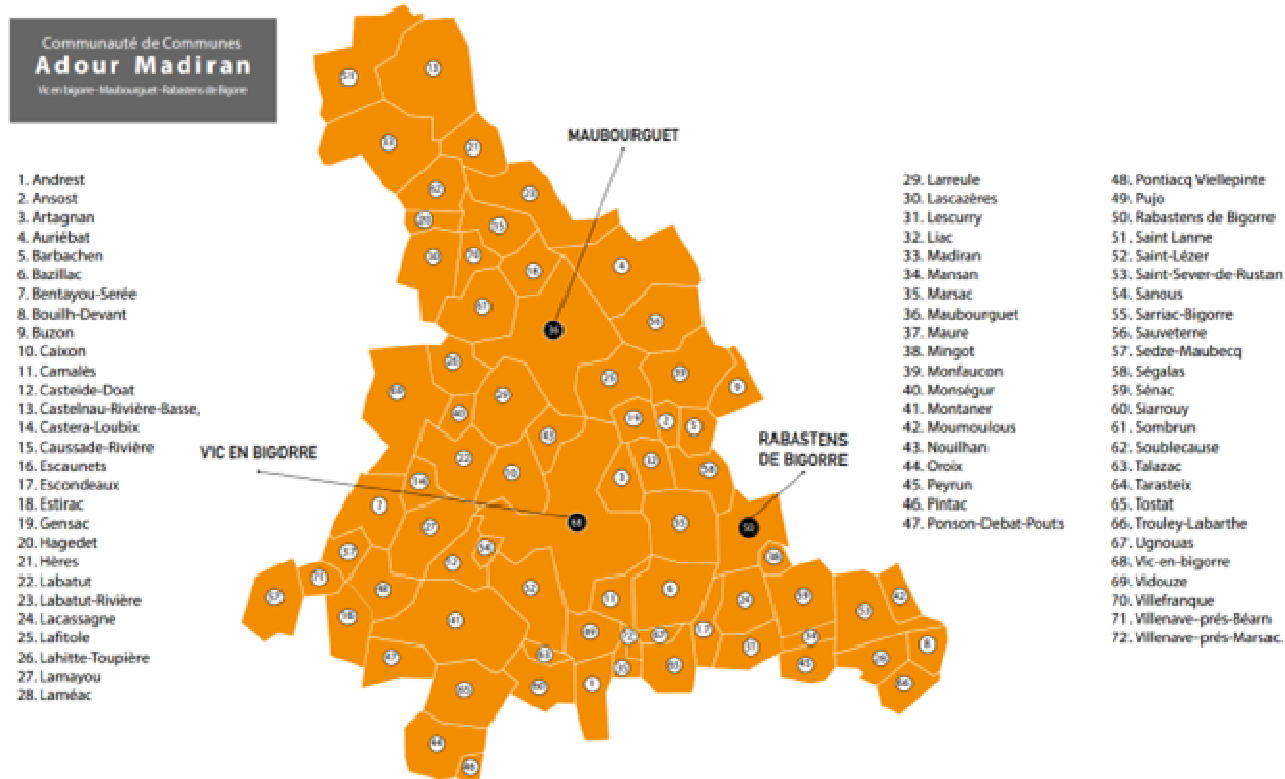 Communauté de Communes
Adour Madiran
Vic en bigorre - Maubourguet - Rabastens de Bigorre
MAUBOURGUET
VIC EN BIGORRE
RABASTENS
DE BIGORRE
1. Andrest
2. Ansost
3. Artagnan
4. Auriébat
5. Barbachen
6. Bazillac
7. Bentayou-Serée
8. Bouilh-Devant
9. Buzon
10. Caixon
11. Camalès
12. Casteide-Doat
13. Castelnau-Rivière-Basse,
14. Castera-Loubix
15. Caussade-Rivière
16. Escaunets
17. Escondeaux
18. Estirac
19. Gensac
20. Hagedet
21. Hères
22. Labatut
23. Labatut-Rivière
24. Lacassagne
25. Lafitole
26. Lahitte-Toupière
27. Lamayou
28. Laméac
29. Larreule
30. Lascazères
31. Lescurry
32. Liac
33. Madiran
34. Mansan
35. Marsac
36. Maubourguet
37. Maure
38. Mingot
39. Monfaucon
40. Monségur
41. Montaner
42. Moumoulous
43. Nouilhan
44. Oroix
45. Peyrun
46. Pintac
47. Ponson-Debat-Pouts
48. Pontiacq Viellepinte
49. Pujo
50. Rabastens de Bigorre
51. Saint Lanne
52. Saint-Lézer
53. Saint-Sever-de-Rustan
54. Sanous
55. Sarriac-Bigorre
56. Sauveterne
57. Sedze-Maubecq
58. Ségalas
59. Sénac
60. Siarrouy
61. Sombrun
62. Soublecause
63. Talazac
64. Tarasteix
65. Tostat
66. Trouley-Labarthe
67. Ugnouas
68. Vic-en-bigorre
69. Vidouze
70. Villefranque
71. Villenave-prés-Béarn
72. Villenave-prés-Marsac.